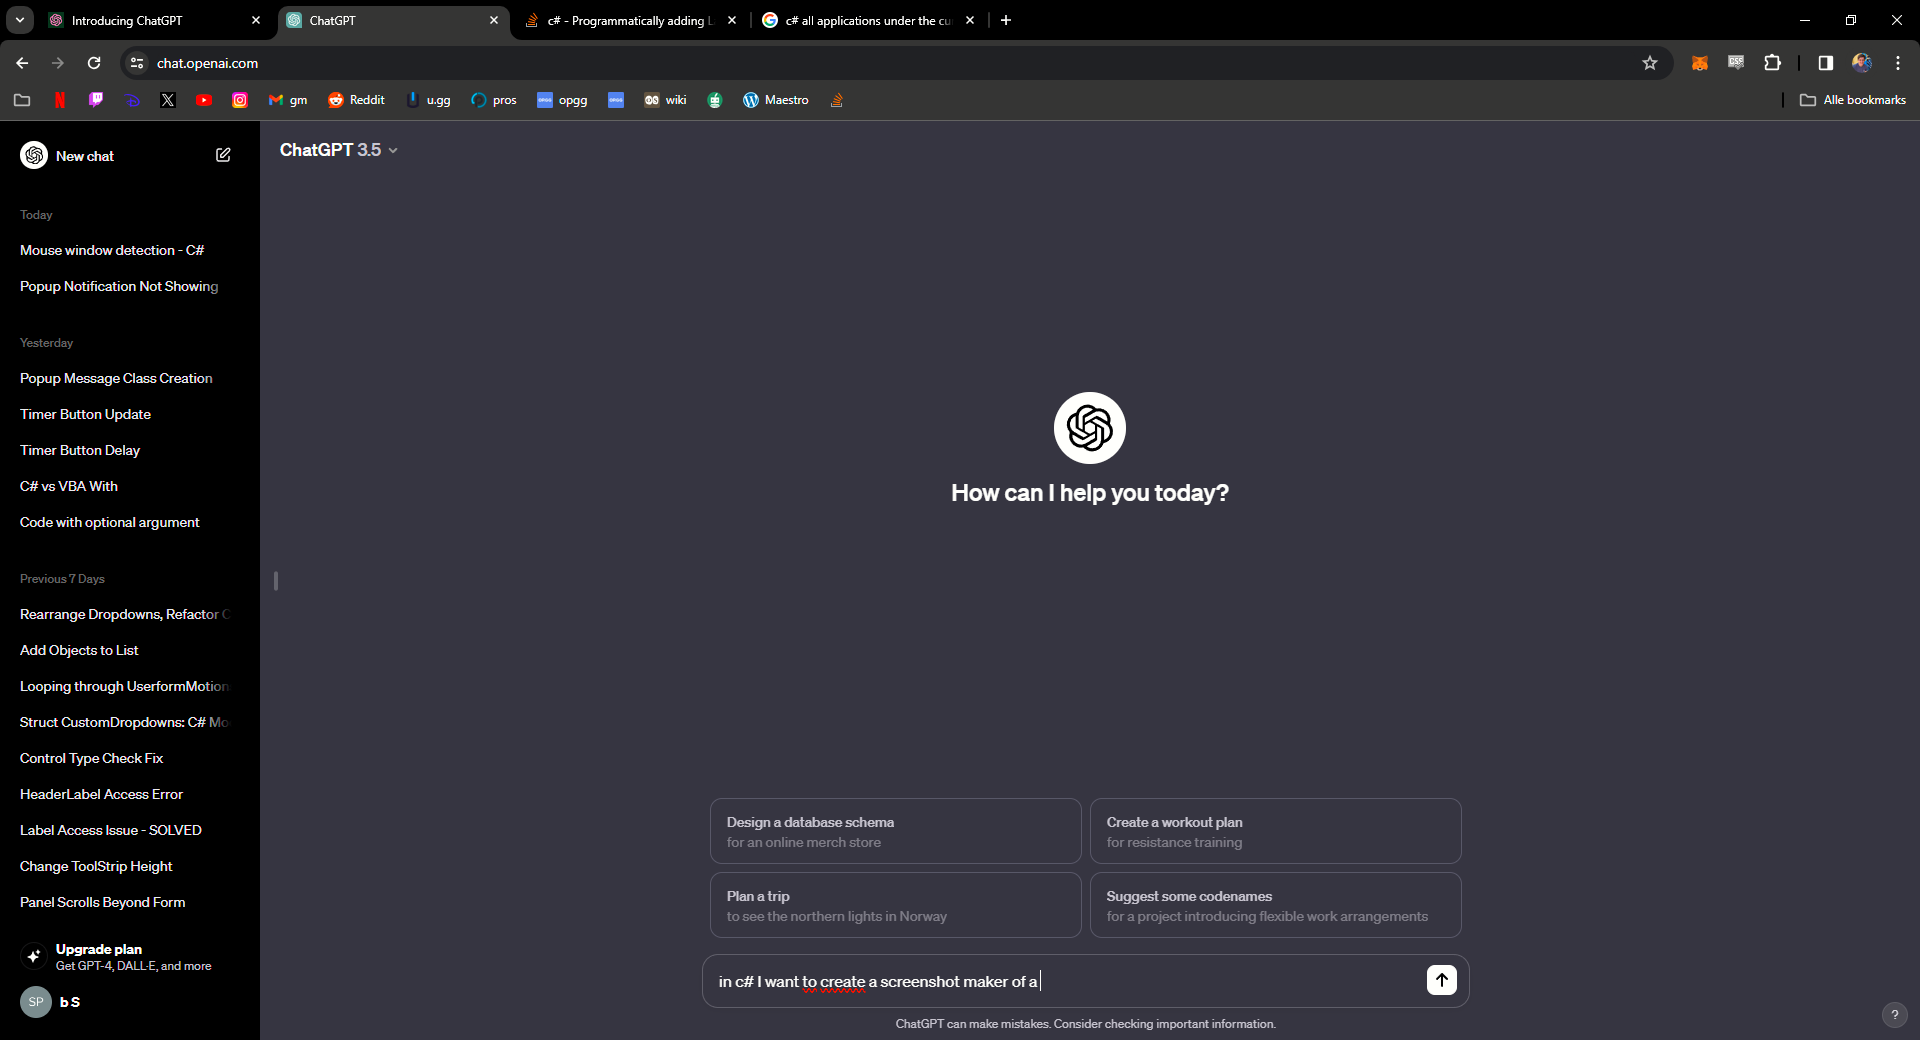 Introducing ChatGPT
ChatGPT
c# - Programmatically adding L
c# all applications under the cu
chat.openai.com
gm
Reddit
u.gg
pros
opgg
wiki
Maestro
Alle bookmarks
New chat
ChatGPT 3.5
Today
Mouse window detection - C#
Popup Notification Not Showing
Yesterday
Popup Message Class Creation
Timer Button Update
Timer Button Delay
C# vs VBA With
Code with optional argument
Previous 7 Days
Rearrange Dropdowns, Refactor C
Add Objects to List
Looping through UserformMotion
Struct CustomDropdowns: C# Mo
Control Type Check Fix
HeaderLabel Access Error
Label Access Issue - SOLVED
Change ToolStrip Height
Panel Scrolls Beyond Form
Upgrade plan
Get GPT-4, DALL·E, and more
SP
b S
How can I help you today?
Design a database schema
for an online merch store
Create a workout plan
for resistance training
Plan a trip
to see the northern lights in Norway
Suggest some codenames
for a project introducing flexible work arrangements
in c# I want to create a screenshot maker of a
ChatGPT can make mistakes. Consider checking important information.
?